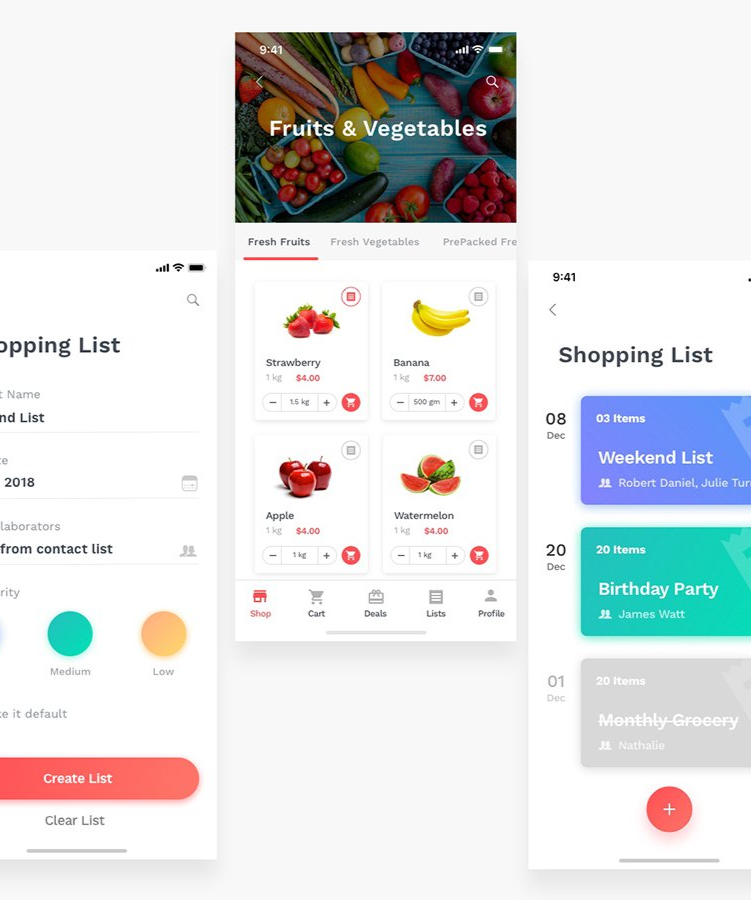 opping List
t Name
nd List
te
2018
laborators
from contact list
rity
Medium
Low
ke it default
Create List
Clear List
9:41
Fruits & Vegetables
Fresh Fruits
Fresh Vegetables
PrePacked Fre
Strawberry
1 kg $4.00
− 1.5 kg +
Banana
1 kg $7.00
− 500 gm +
Apple
1 kg $4.00
− 1 kg +
Watermelon
1 kg $4.00
− 1 kg +
Shop
Cart
Deals
Lists
Profile
9:41
Shopping List
08
Dec
03 Items
Weekend List
Robert Daniel, Julie Tur
20
Dec
20 Items
Birthday Party
James Watt
01
Dec
20 Items
Monthly Grocery
Nathalie
+